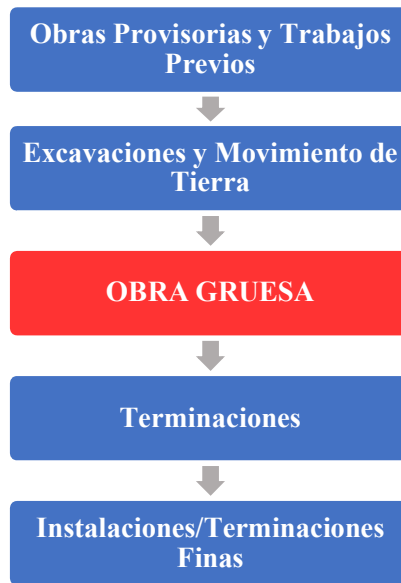 Obras Provisorias y Trabajos
Previos
Excavaciones y Movimiento de
Tierra
OBRA GRUESA
Terminaciones
Instalaciones/Terminaciones
Finas